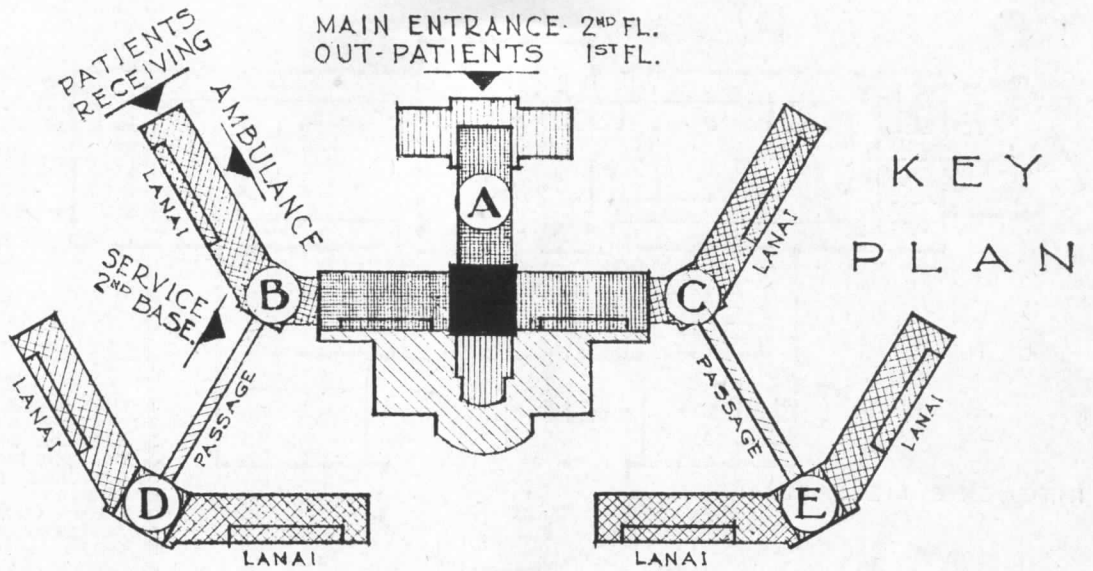 MAIN ENTRANCE · 2ND FL.
OUT-PATIENTS 1ST FL.
PATIENTS
RECEIVING
AMBULANCE
LANAI
A
KEY
PLAN
LANAI
SERVICE
2ND BASE.
B
C
LANAI
PASSAGE
PASSAGE
LANAI
D
E
LANAI
LANAI